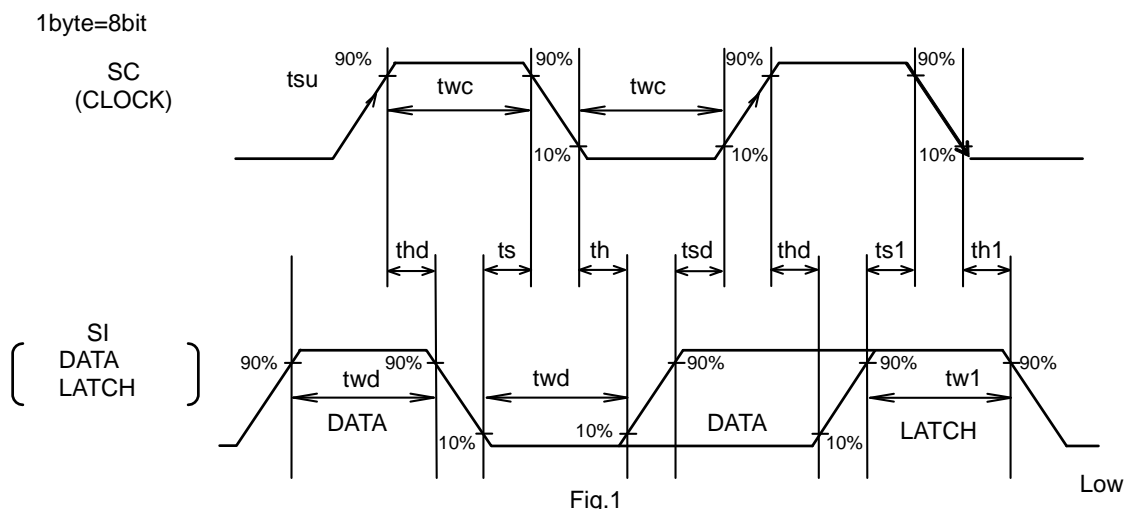 1byte=8bit
SC
(CLOCK)
tsu
90%
90%
90%
90%
twc
twc
10%
10%
10%
thd
ts
th
tsd
thd
ts1
th1
SI
DATA
LATCH
90%
90%
90%
90%
90%
twd
twd
tw1
DATA
DATA
LATCH
10%
10%
10%
Low
Fig.1